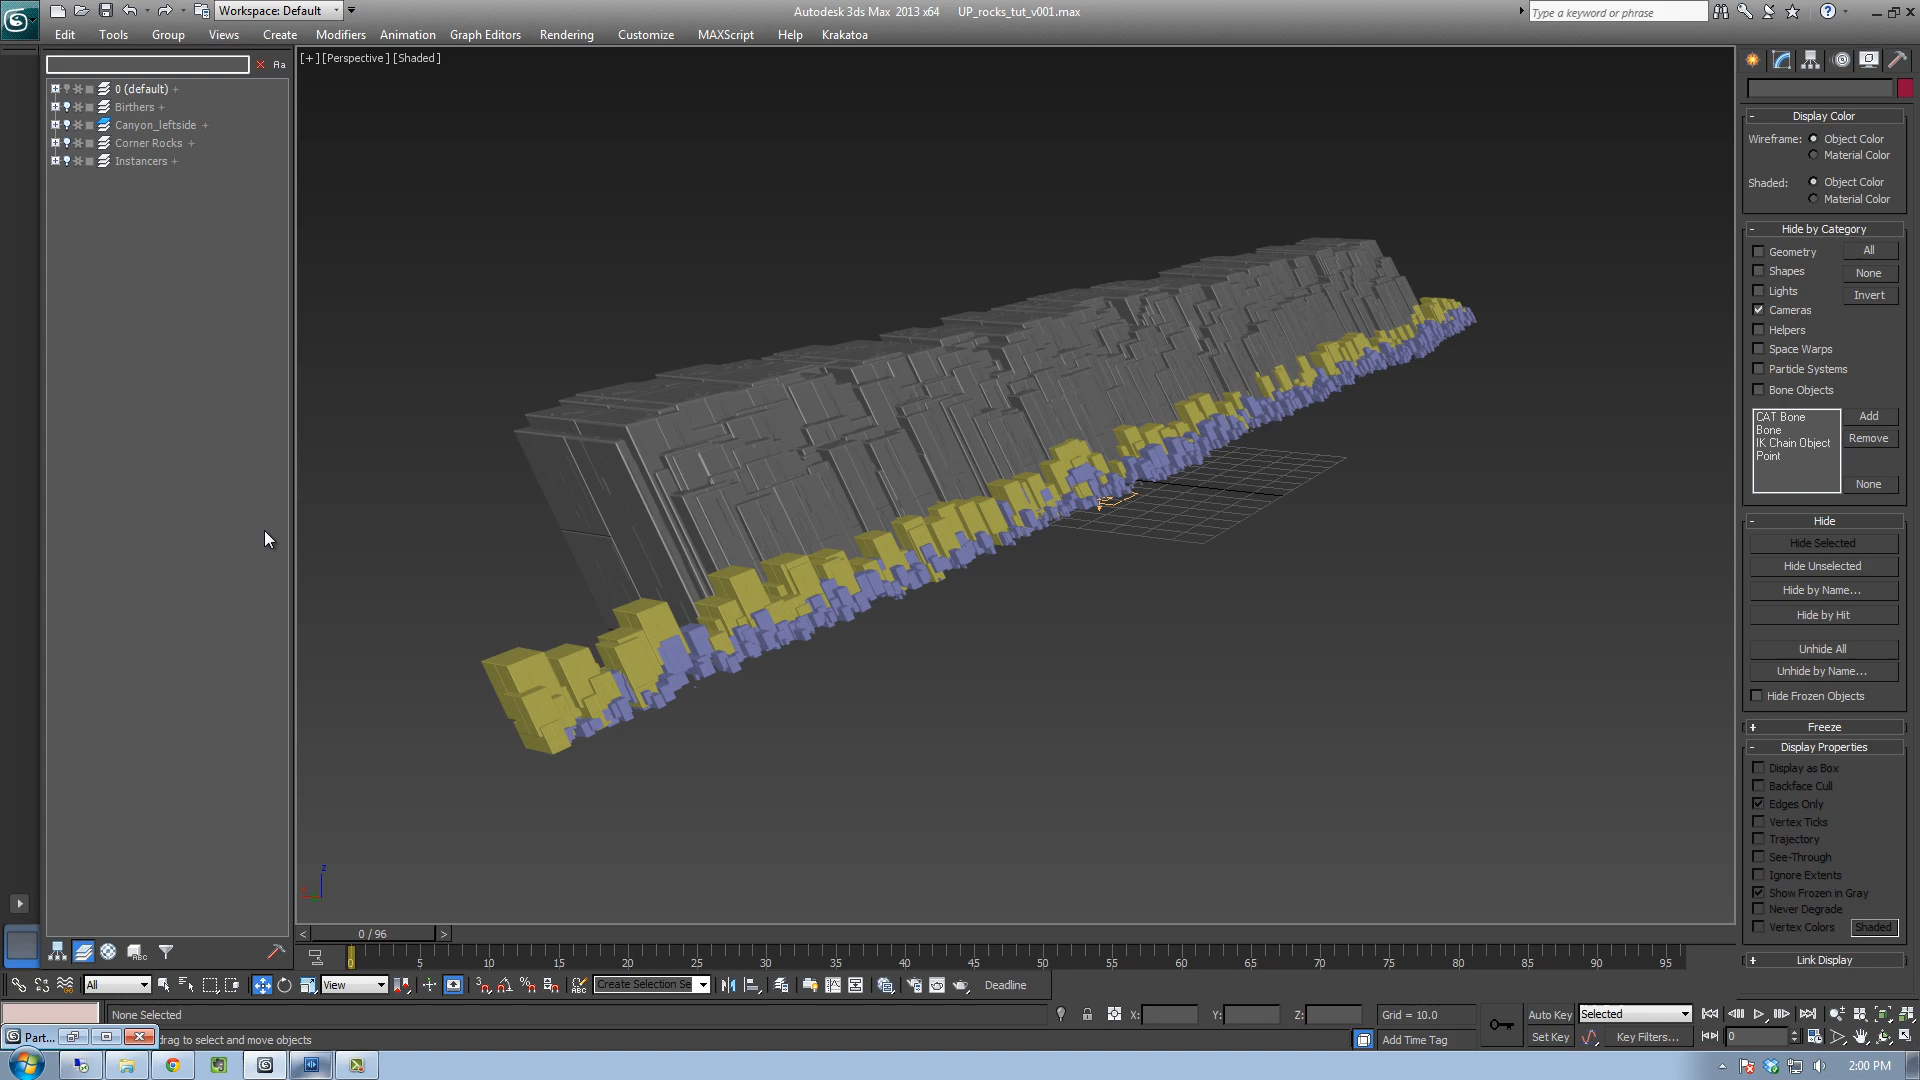 Workspace: Default
Autodesk 3ds Max 2013 x64 UP_rocks_tut_v001.max
Type a keyword or phrase
Edit Tools Group Views Create Modifiers Animation Graph Editors Rendering Customize MAXScript Help Krakatoa
Aa
[+] [Perspective ] [Shaded ]
0 (default)
Birthers
Canyon_leftside
Corner Rocks
Instancers
Display Color
Wireframe: Object Color
Material Color
Shaded: Object Color
Material Color
Hide by Category
Geometry All
Shapes None
Lights Invert
Cameras
Helpers
Space Warps
Particle Systems
Bone Objects
CAT Bone
Bone
IK Chain Object
Point
Add
Remove
None
Hide
Hide Selected
Hide Unselected
Hide by Name...
Hide by Hit
Unhide All
Unhide by Name...
Hide Frozen Objects
Freeze
Display Properties
Display as Box
Backface Cull
Edges Only
Vertex Ticks
Trajectory
See-Through
Ignore Extents
Show Frozen in Gray
Never Degrade
Vertex Colors Shaded
Link Display
z
< 0 / 96 >
0 5 10 15 20 25 30 35 40 45 50 55 60 65 70 75 80 85 90 95
All View Create Selection Se Deadline
None Selected X: Y: Z: Grid = 10.0 Auto Key Selected
Part... drag to select and move objects Add Time Tag Set Key Key Filters... 0
2:00 PM